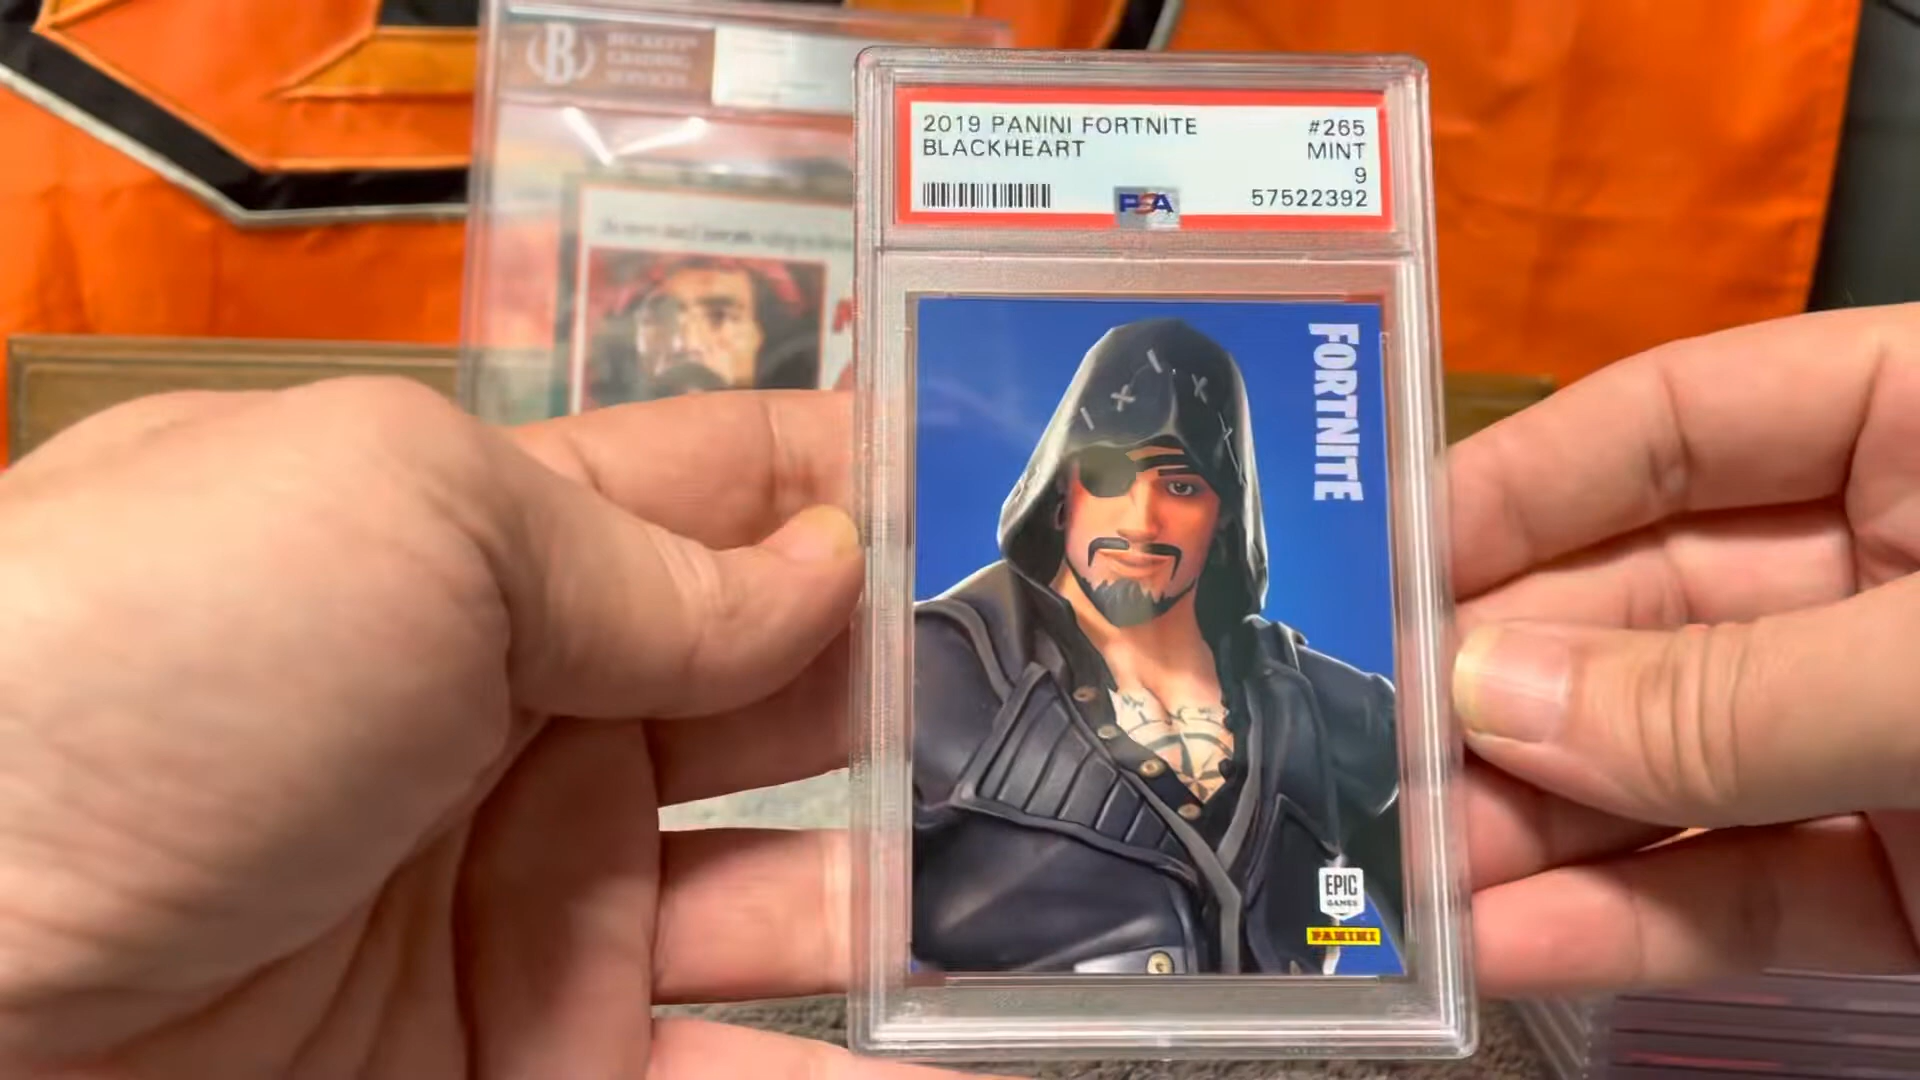 BECKETT
GRADING
SERVICES
2019 PANINI FORTNITE
#265
BLACKHEART
MINT
9
PSA
57522392
FORTNITE
EPIC
GAMES
PANINI